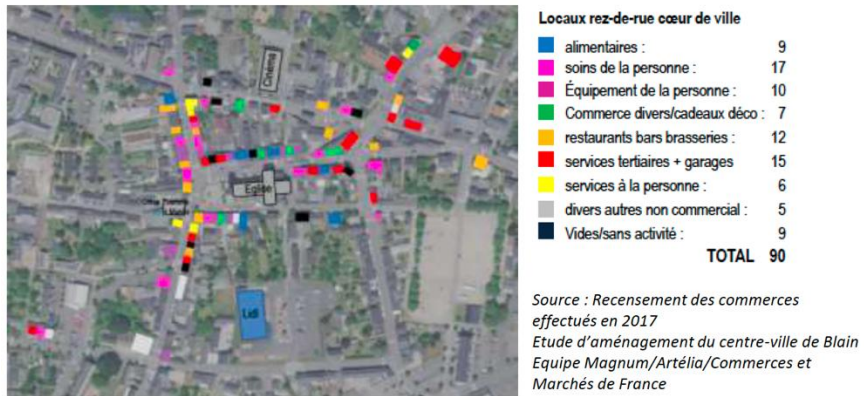 Cinéma
Eglise
Lidl
Locaux rez-de-rue cœur de ville
alimentaires : 9
soins de la personne : 17
Équipement de la personne : 10
Commerce divers/cadeaux déco : 7
restaurants bars brasseries : 12
services tertiaires + garages 15
services à la personne : 6
divers autres non commercial : 5
Vides/sans activité : 9
TOTAL 90
Source : Recensement des commerces
effectués en 2017
Etude d'aménagement du centre-ville de Blain
Equipe Magnum/Artélia/Commerces et
Marchés de France